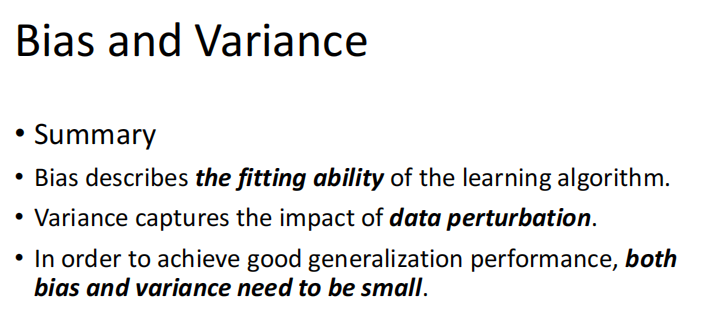 Bias and Variance
• Summary
• Bias describes the fitting ability of the learning algorithm.
• Variance captures the impact of data perturbation.
• In order to achieve good generalization performance, both
bias and variance need to be small.